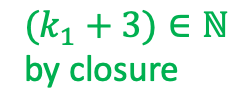 (k₁ + 3) ∈ ℕ
by closure